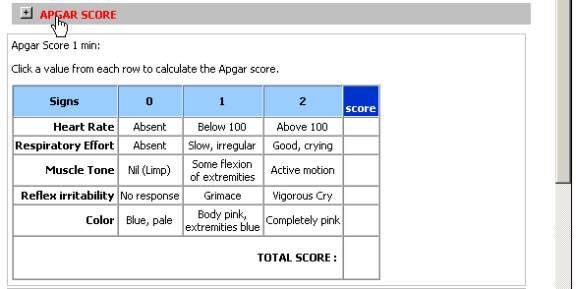 APGAR SCORE
Apgar Score 1 min:
Click a value from each row to calculate the Apgar score.
Signs 0 1 2 score
Heart Rate Absent Below 100 Above 100
Respiratory Effort Absent Slow, irregular Good, crying
Muscle Tone Nil (Limp) Some flexion of extremities Active motion
Reflex irritability No response Grimace Vigorous Cry
Color Blue, pale Body pink, extremities blue Completely pink
TOTAL SCORE :